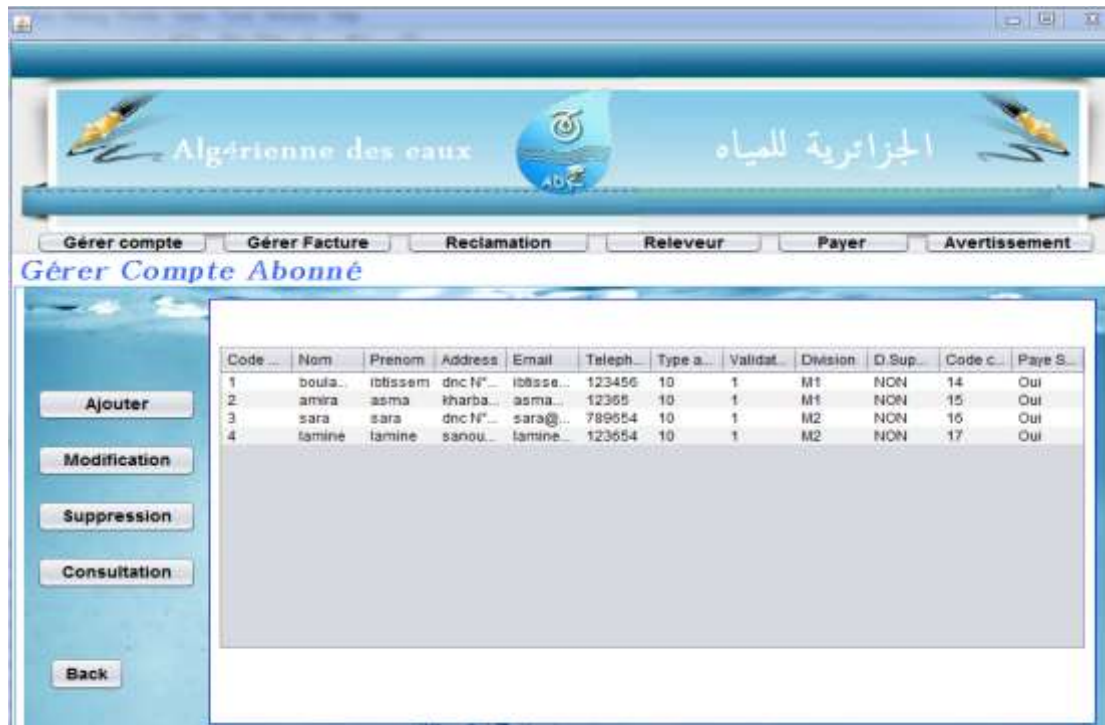 Algérienne des eaux
الجزائرية للمياه
ADE
Gérer compte Gérer Facture Reclamation Releveur Payer Avertissement
Gérer Compte Abonné
Code ... Nom Prenom Address Email Teleph... Type a... Validat... Division D.Sup... Code c... Paye S...
1 boula... ibtissem dnc N°... ibtisse... 123456 10 1 M1 NON 14 Oui
2 amira asma kharba... asma... 12365 10 1 M1 NON 15 Oui
3 sara sara dnc N°... sara@... 789654 10 1 M2 NON 16 Oui
4 lamine lamine sanou... lamine... 123654 10 1 M2 NON 17 Oui
Ajouter
Modification
Suppression
Consultation
Back